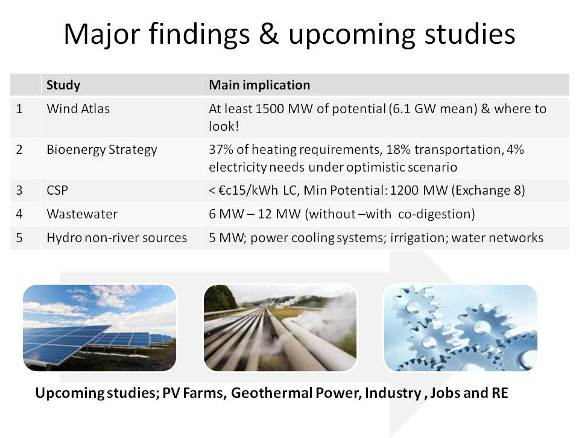 Major findings & upcoming studies
Study Main implication
1 Wind Atlas At least 1500 MW of potential (6.1 GW mean) & where to
look!
2 Bioenergy Strategy 37% of heating requirements, 18% transportation, 4%
electricity needs under optimistic scenario
3 CSP < €c15/kWh LC, Min Potential: 1200 MW (Exchange 8)
4 Wastewater 6 MW – 12 MW (without –with co-digestion)
5 Hydro non-river sources 5 MW; power cooling systems; irrigation; water networks
Upcoming studies; PV Farms, Geothermal Power, Industry , Jobs and RE